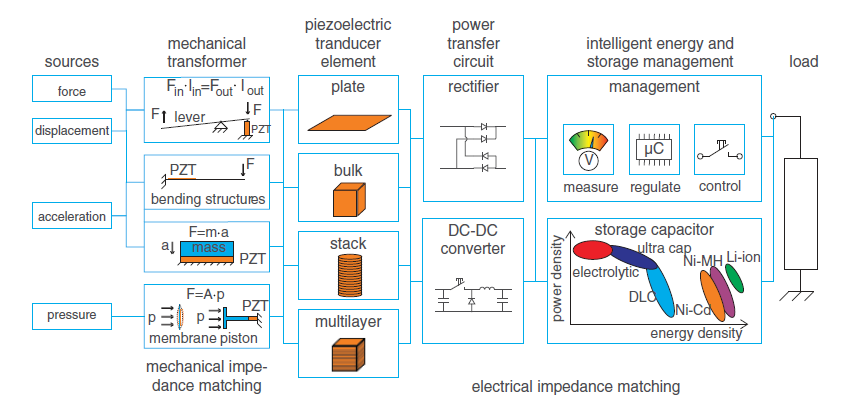 sources
mechanical
transformer
piezoelectric
tranducer
element
power
transfer
circuit
intelligent energy and
storage management
load
force
displacement
acceleration
pressure
Fin·lin=Fout·lout
F
lever
F
PZT
PZT
F
bending structures
F=m·a
a
mass
PZT
F=A·p
PZT
p
p
membrane piston
mechanical impe-
dance matching
plate
bulk
stack
multilayer
rectifier
DC-DC
converter
management
V
µC
measure
regulate
control
storage capacitor
ultra cap
Ni-MH
Li-ion
electrolytic
DLC
Ni-Cd
power density
energy density
electrical impedance matching